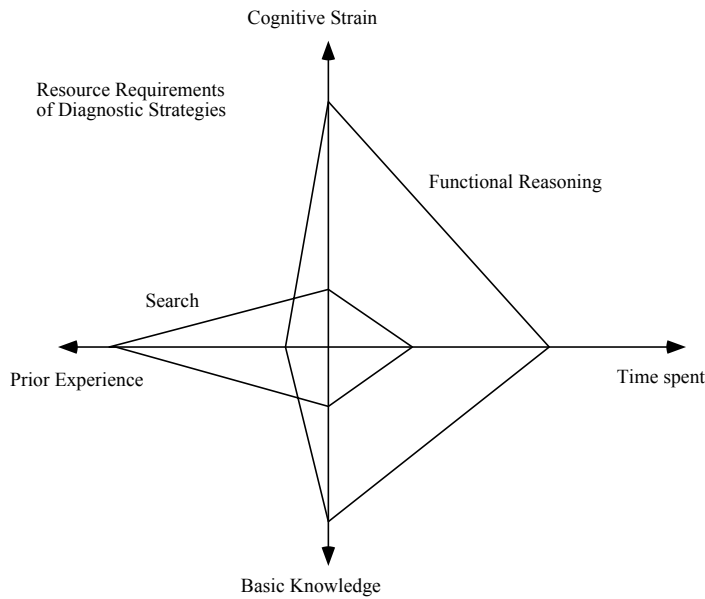 Cognitive Strain
Resource Requirements
of Diagnostic Strategies
Functional Reasoning
Search
Prior Experience
Time spent
Basic Knowledge